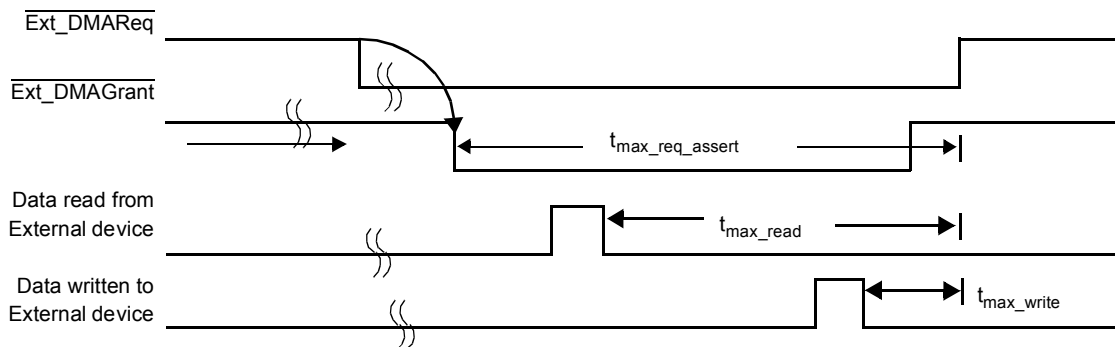 Ext_DMAReq
Ext_DMAGrant
t_max_req_assert
Data read from
External device
t_max_read
Data written to
External device
t_max_write